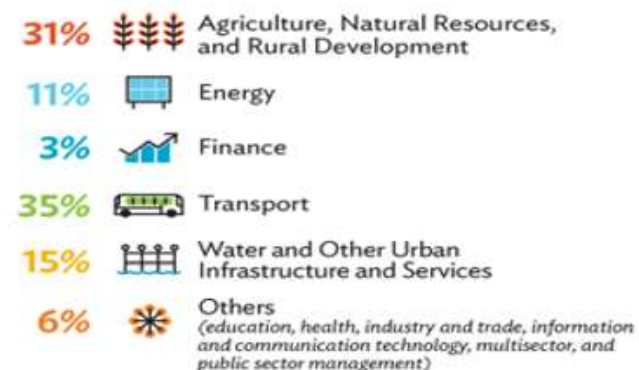 31% Agriculture, Natural Resources,
and Rural Development
11% Energy
3% Finance
35% Transport
15% Water and Other Urban
Infrastructure and Services
6% Others
(education, health, industry and trade, information
and communication technology, multisector, and
public sector management)